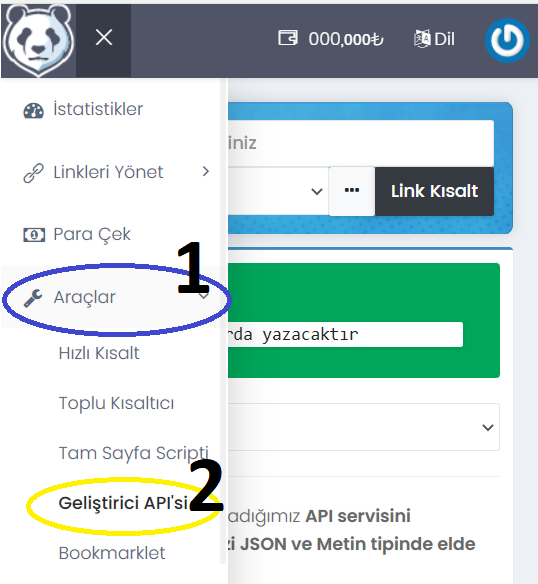 000,000₺
Dil
İstatistikler
iniz
Linkleri Yönet
Link Kısalt
Para Çek
1
Araçlar
rda yazacaktır
Hızlı Kısalt
Toplu Kısaltıcı
Tam Sayfa Scripti
2
Geliştirici API'si
adığımız API servisini
zi JSON ve Metin tipinde elde
Bookmarklet